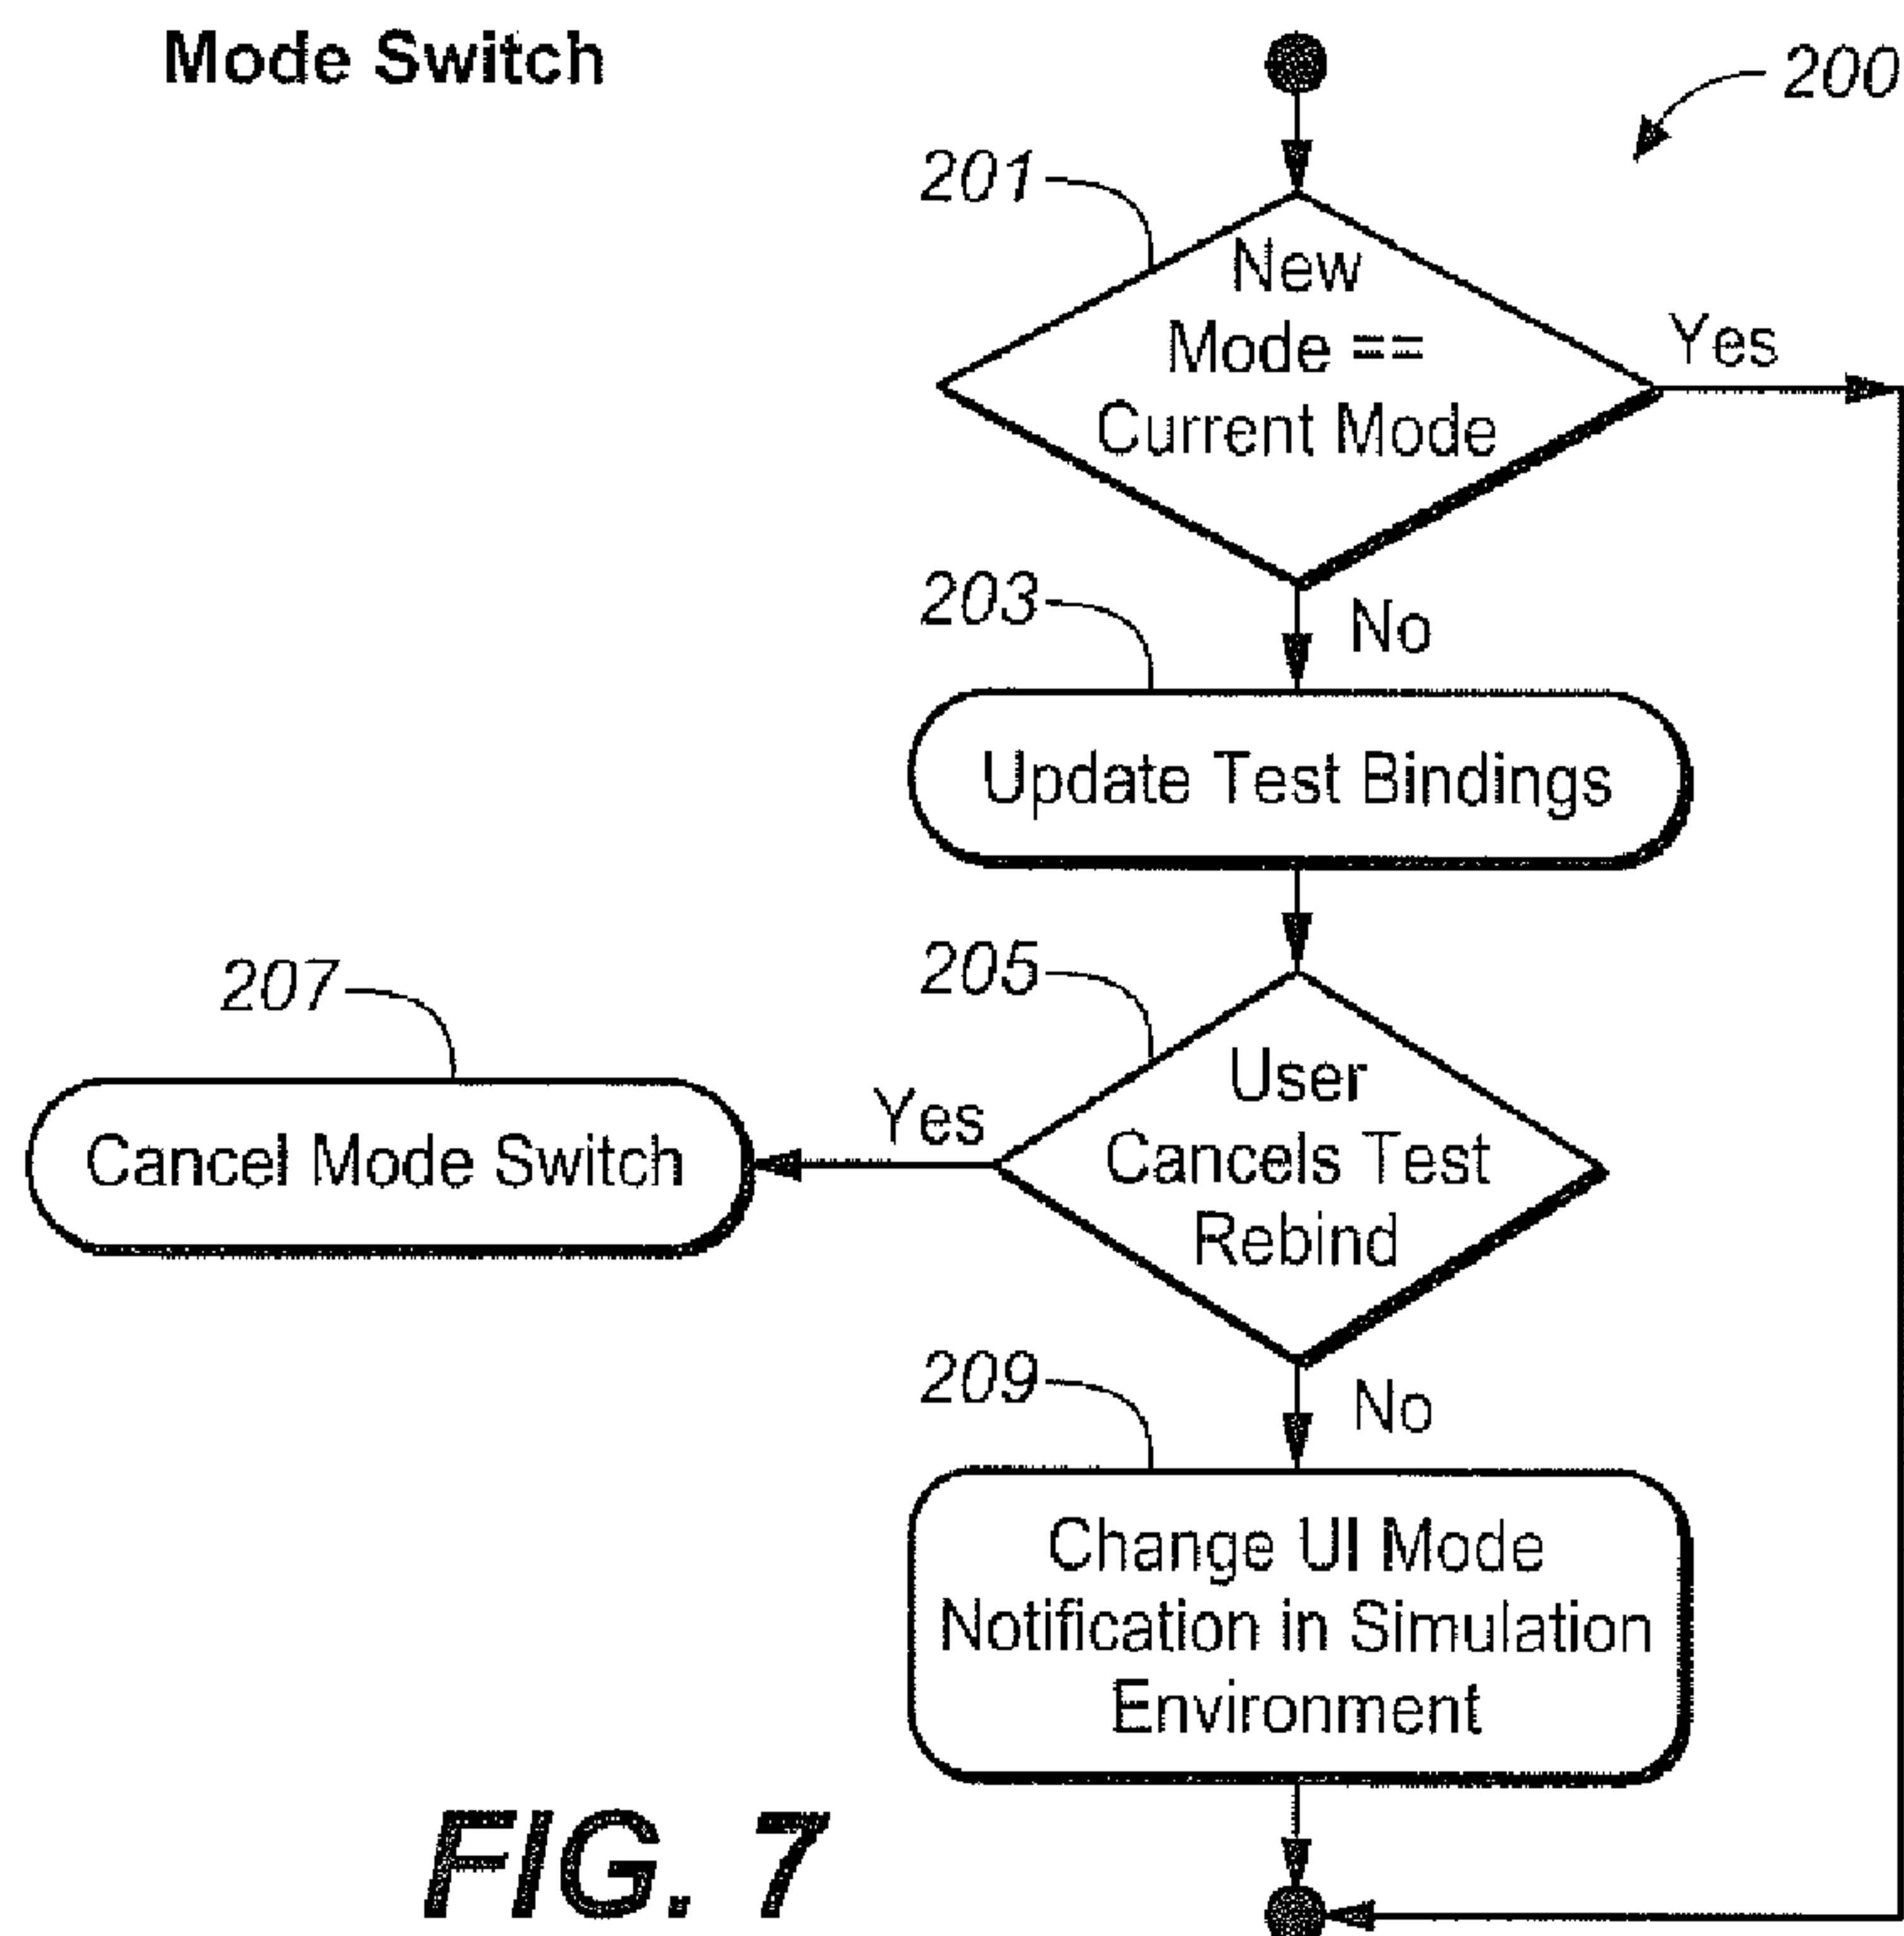 Mode Switch
200
201
New
Mode ==
Current Mode
Yes
203
No
Update Test Bindings
207
205
User
Cancels Test
Rebind
Yes
Cancel Mode Switch
209
No
Change UI Mode
Notification in Simulation
Environment
FIG. 7